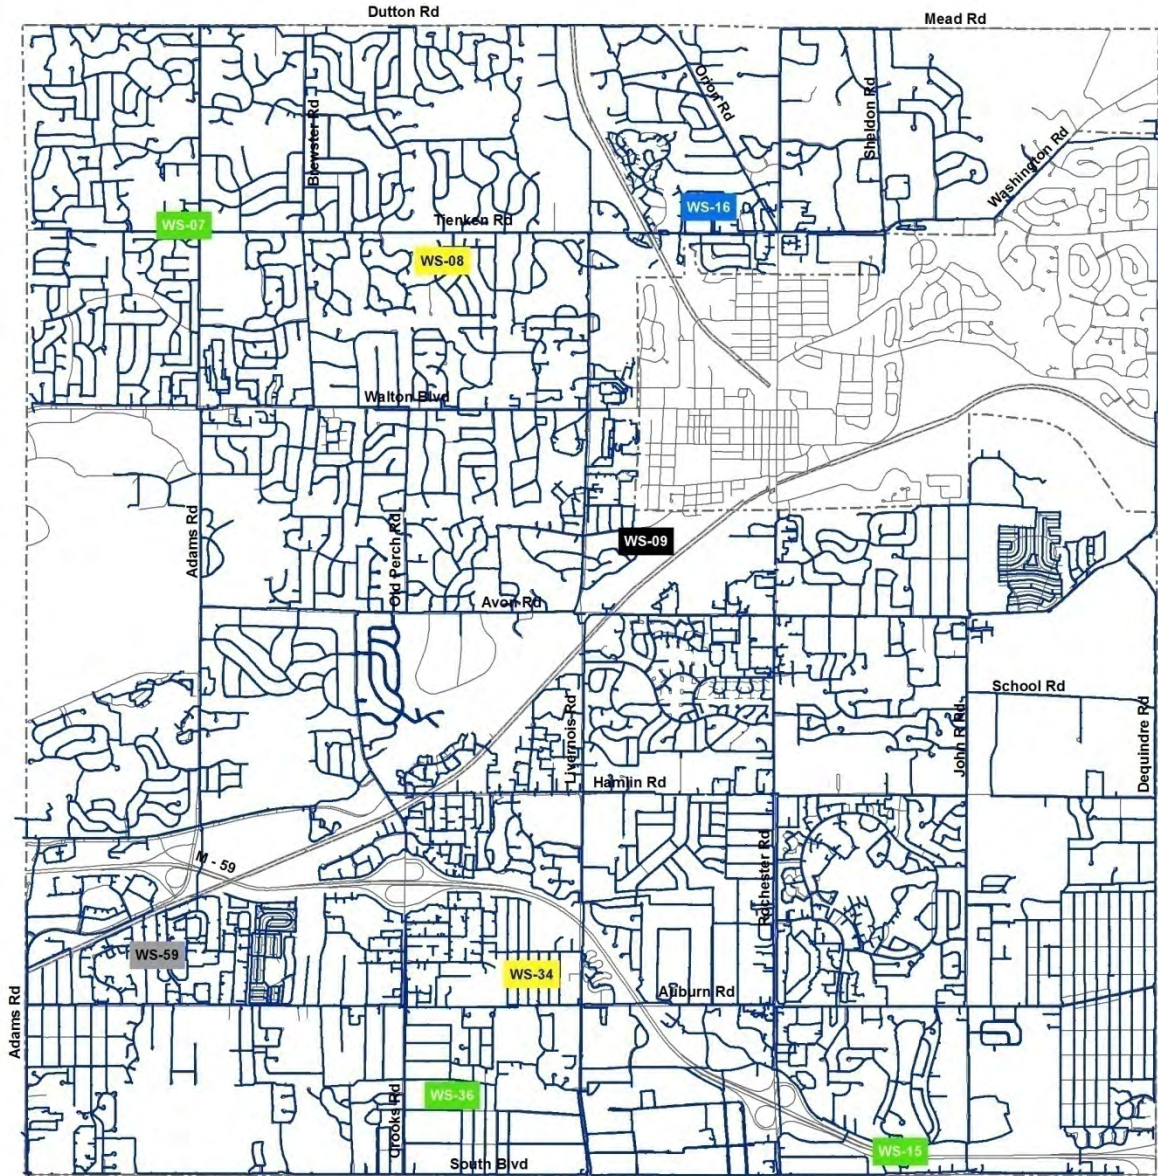 Dutton Rd
Mead Rd
Orion Rd
Sheldon Rd
Brewster Rd
Washington Rd
WS-16
Tienken Rd
WS-07
WS-08
Walton Blvd
Adams Rd
Old Perch Rd
WS-09
Avon Rd
School Rd
Livernois Rd
John R Rd
Dequindre Rd
Hamlin Rd
M - 59
Rochester Rd
WS-59
WS-34
Auburn Rd
Adams Rd
Crooks Rd
WS-36
WS-15
South Blvd